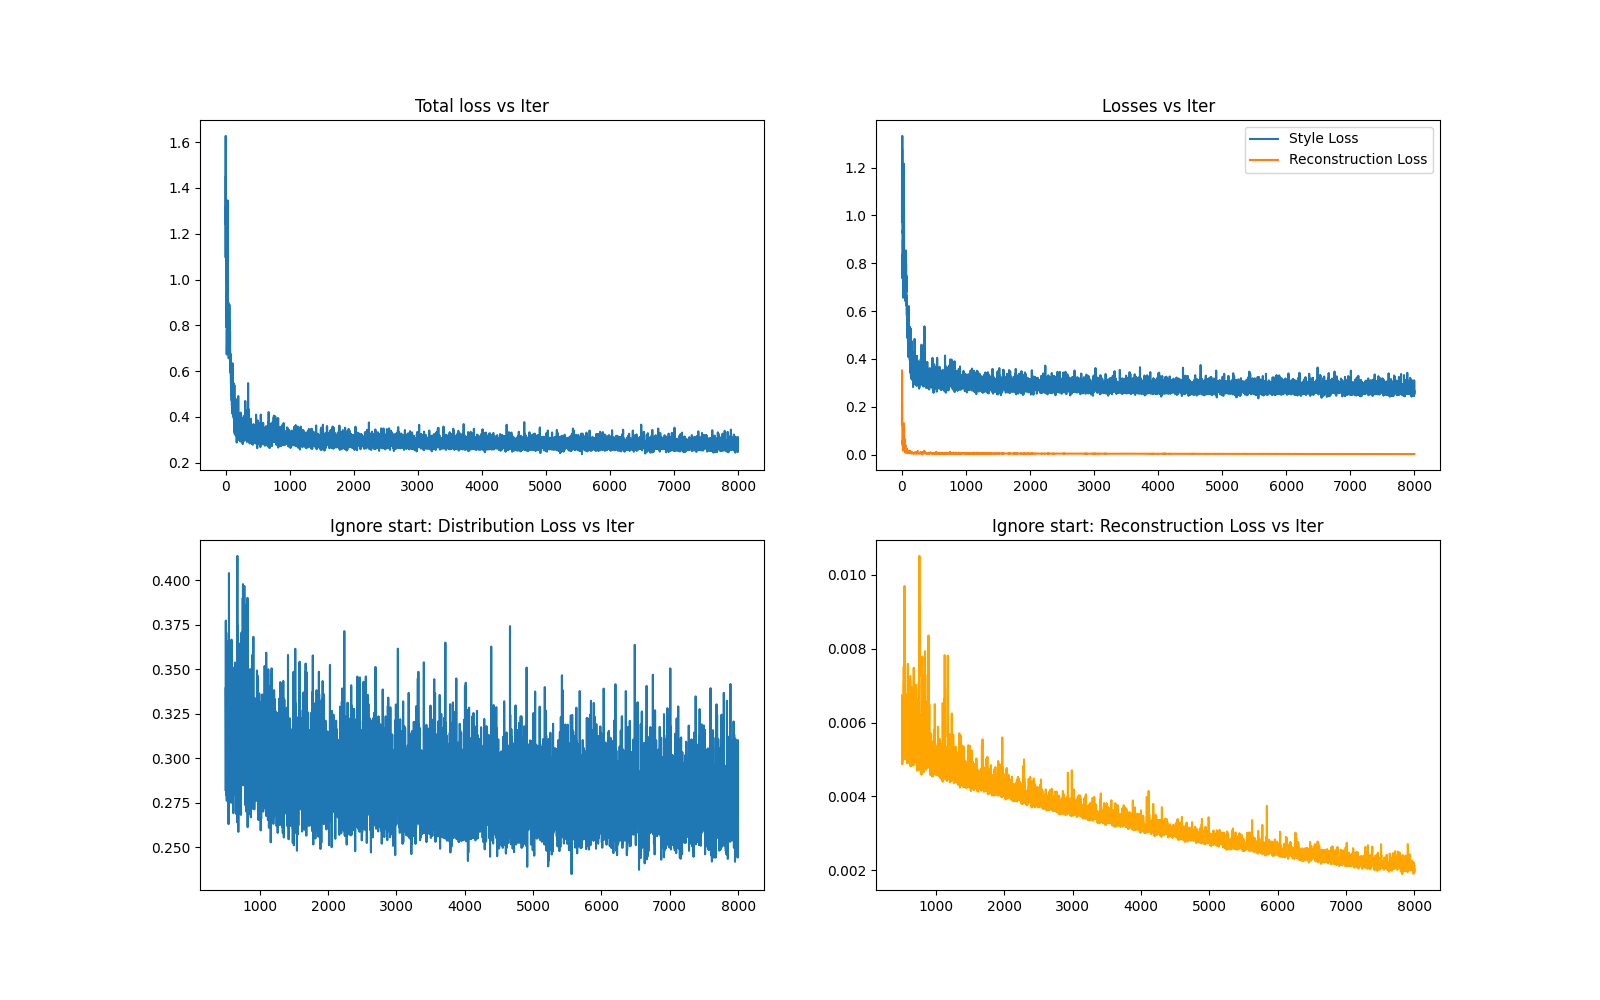 Total loss vs Iter
1.6
1.4
1.2
1.0
0.8
0.6
0.4
0.2
0 1000 2000 3000 4000 5000 6000 7000 8000
Losses vs Iter
Style Loss
Reconstruction Loss
1.2
1.0
0.8
0.6
0.4
0.2
0.0
0 1000 2000 3000 4000 5000 6000 7000 8000
Ignore start: Distribution Loss vs Iter
0.400
0.375
0.350
0.325
0.300
0.275
0.250
1000 2000 3000 4000 5000 6000 7000 8000
Ignore start: Reconstruction Loss vs Iter
0.010
0.008
0.006
0.004
0.002
1000 2000 3000 4000 5000 6000 7000 8000